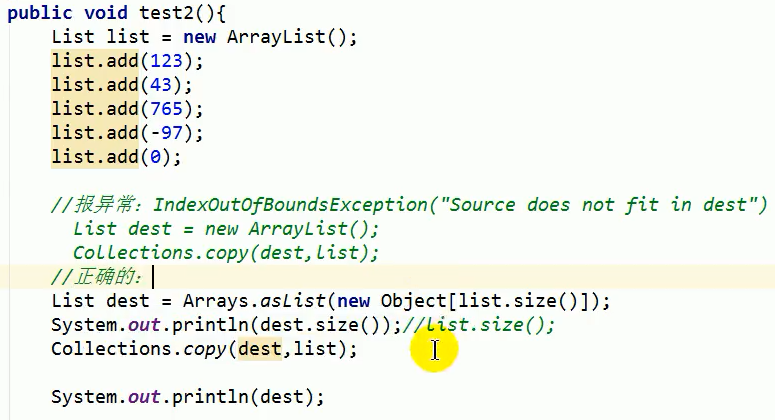 public void test2(){
List list = new ArrayList();
list.add(123);
list.add(43);
list.add(765);
list.add(-97);
list.add(0);
//报异常：IndexOutOfBoundsException("Source does not fit in dest")
List dest = new ArrayList();
Collections.copy(dest,list);
//正确的：
List dest = Arrays.asList(new Object[list.size()]);
System.out.println(dest.size());//list.size();
Collections.copy(dest,list);
System.out.println(dest);